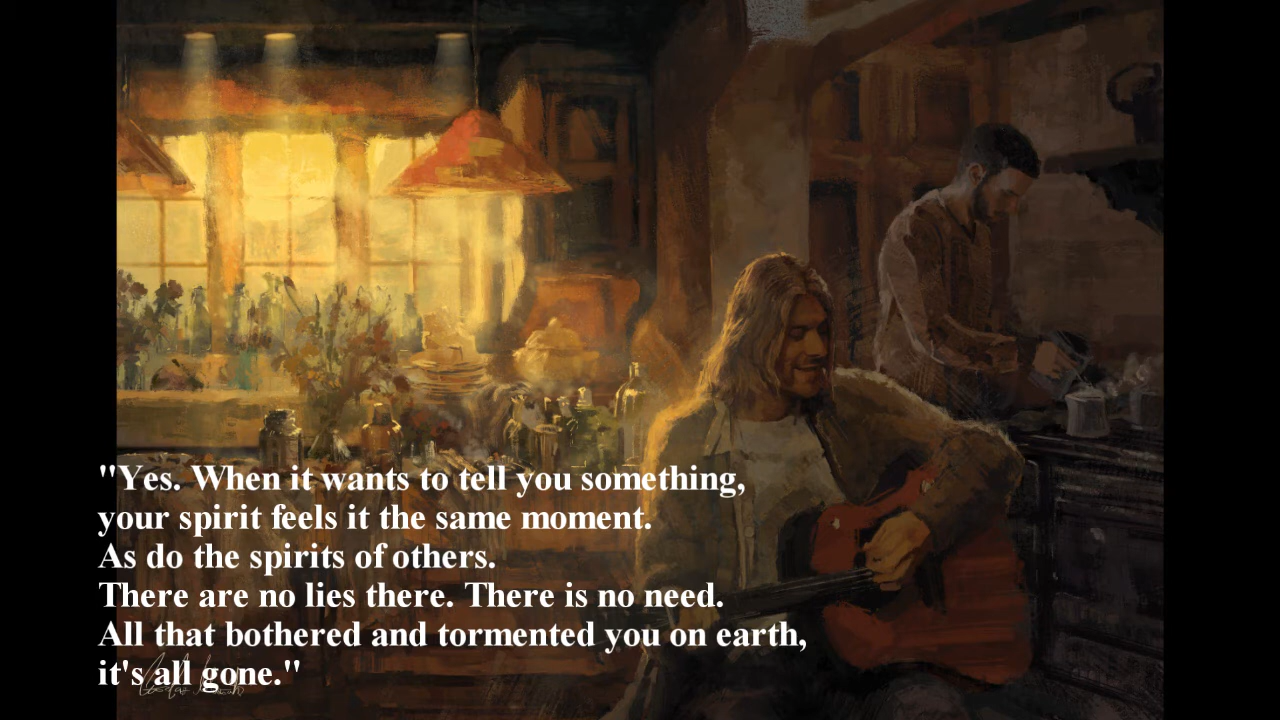 "Yes. When it wants to tell you something,
your spirit feels it the same moment.
As do the spirits of others.
There are no lies there. There is no need.
All that bothered and tormented you on earth,
it's all gone."